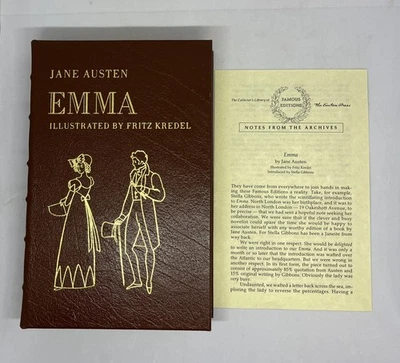 JANE AUSTEN
EMMA
ILLUSTRATED BY FRITZ KREDEL
The Collector's Library of
FAMOUS
EDITIONS
The Easton Press
NOTES FROM THE ARCHIVES
Emma
by Jane Austen
Illustrated by Fritz Kredel
Introduced by Stella Gibbons
They have come from everywhere to join hands in mak-
ing these Famous Editions a reality. Take, for example,
Stella Gibbons, who wrote the scintillating introduction
to Emma. North London was her birthplace, and it was to
her address in North London — 19 Oakeshott Avenue, to
be precise — that we had sent a hopeful note seeking her
collaboration. We were sure that if the clever and busy
novelist could spare the time she would be happy to
associate herself with any worthy edition of a book by
Jane Austen. For Stella Gibbons has been a Janeite from
way back.
We were right in one respect. She would be delighted
to write an introduction to our Emma. And it was only a
month or so later that the introduction was wafted over
the Atlantic to our headquarters. But we were wrong in
another respect. In its first form, the piece turned out to
consist of approximately 85% quotation from Austen and
15% original writing by Gibbons. Obviously the lady was
very busy.
Undaunted, we wafted a letter back across the sea, im-
ploring the lady to reverse the percentages. Having a